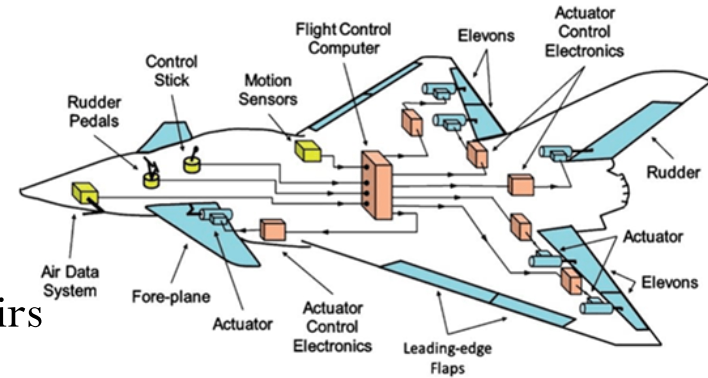 Flight Control
Computer
Elevons
Actuator
Control
Electronics
Control
Stick
Motion
Sensors
Rudder
Pedals
Rudder
Air Data
System
Fore-plane
Actuator
Actuator
Control
Electronics
Leading-edge
Flaps
Actuator
Elevons
irs